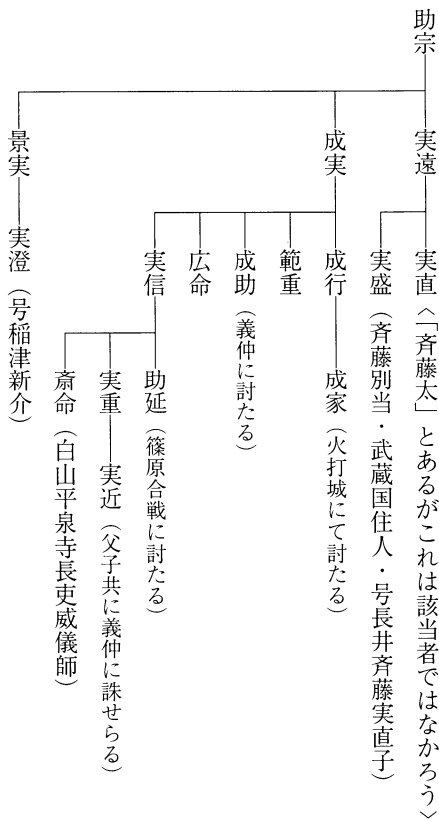 助宗
実遠
実直〈「斉藤太」とあるがこれは該当者ではなかろう〉
実盛（斉藤別当・武蔵国住人・号長井斉藤実直子）
成実
成行
成家（火打城にて討たる）
範重
成助（義仲に討たる）
広命
実信
助延（篠原合戦に討たる）
実重
実近（父子共に義仲に誅せらる）
斎命（白山平泉寺長吏威儀師）
景実
実澄（号稲津新介）